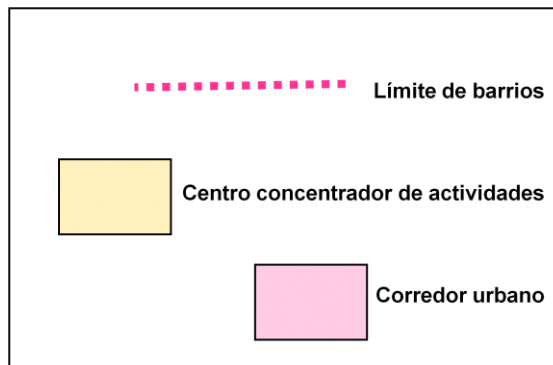 Límite de barrios
Centro concentrador de actividades
Corredor urbano